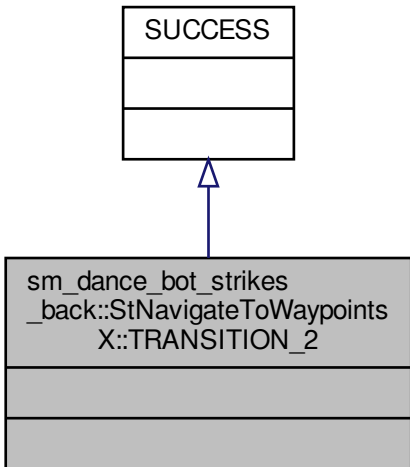 SUCCESS
sm_dance_bot_strikes
_back::StNavigateToWaypoints
X::TRANSITION_2